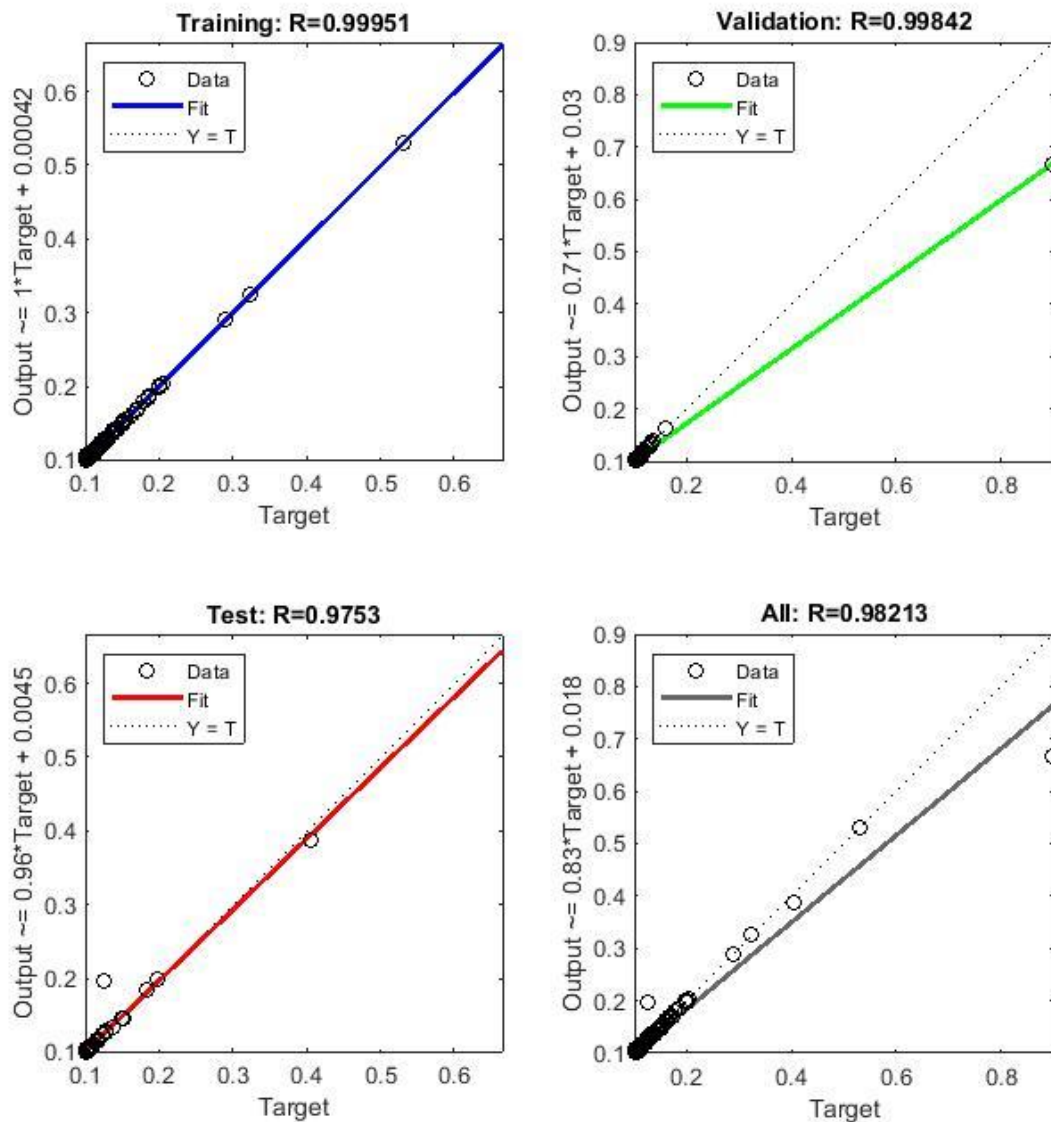 Training: R=0.99951
Data
Fit
Y = T
Output ~= 1*Target + 0.00042
0.6
0.5
0.4
0.3
0.2
0.1
0.1 0.2 0.3 0.4 0.5 0.6
Target
Validation: R=0.99842
Data
Fit
Y = T
Output ~= 0.71*Target + 0.03
0.9
0.8
0.7
0.6
0.5
0.4
0.3
0.2
0.1
0.2 0.4 0.6 0.8
Target
Test: R=0.9753
Data
Fit
Y = T
Output ~= 0.96*Target + 0.0045
0.6
0.5
0.4
0.3
0.2
0.1
0.1 0.2 0.3 0.4 0.5 0.6
Target
All: R=0.98213
Data
Fit
Y = T
Output ~= 0.83*Target + 0.018
0.9
0.8
0.7
0.6
0.5
0.4
0.3
0.2
0.1
0.2 0.4 0.6 0.8
Target